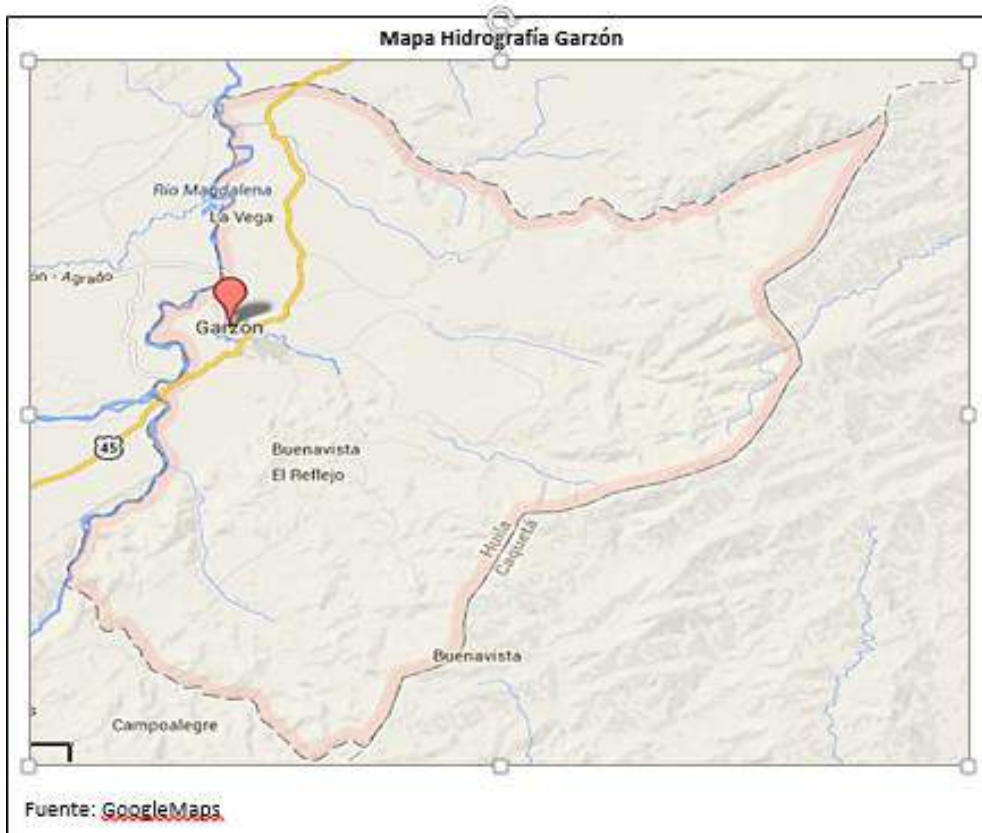 Mapa Hidrografía Garzón
Río Magdalena
La Vega
ón - Agrado
Garzón
45
Buenavista
El Reflejo
Huila
Caquetá
Buenavista
s
Campoalegre
Fuente: GoogleMaps